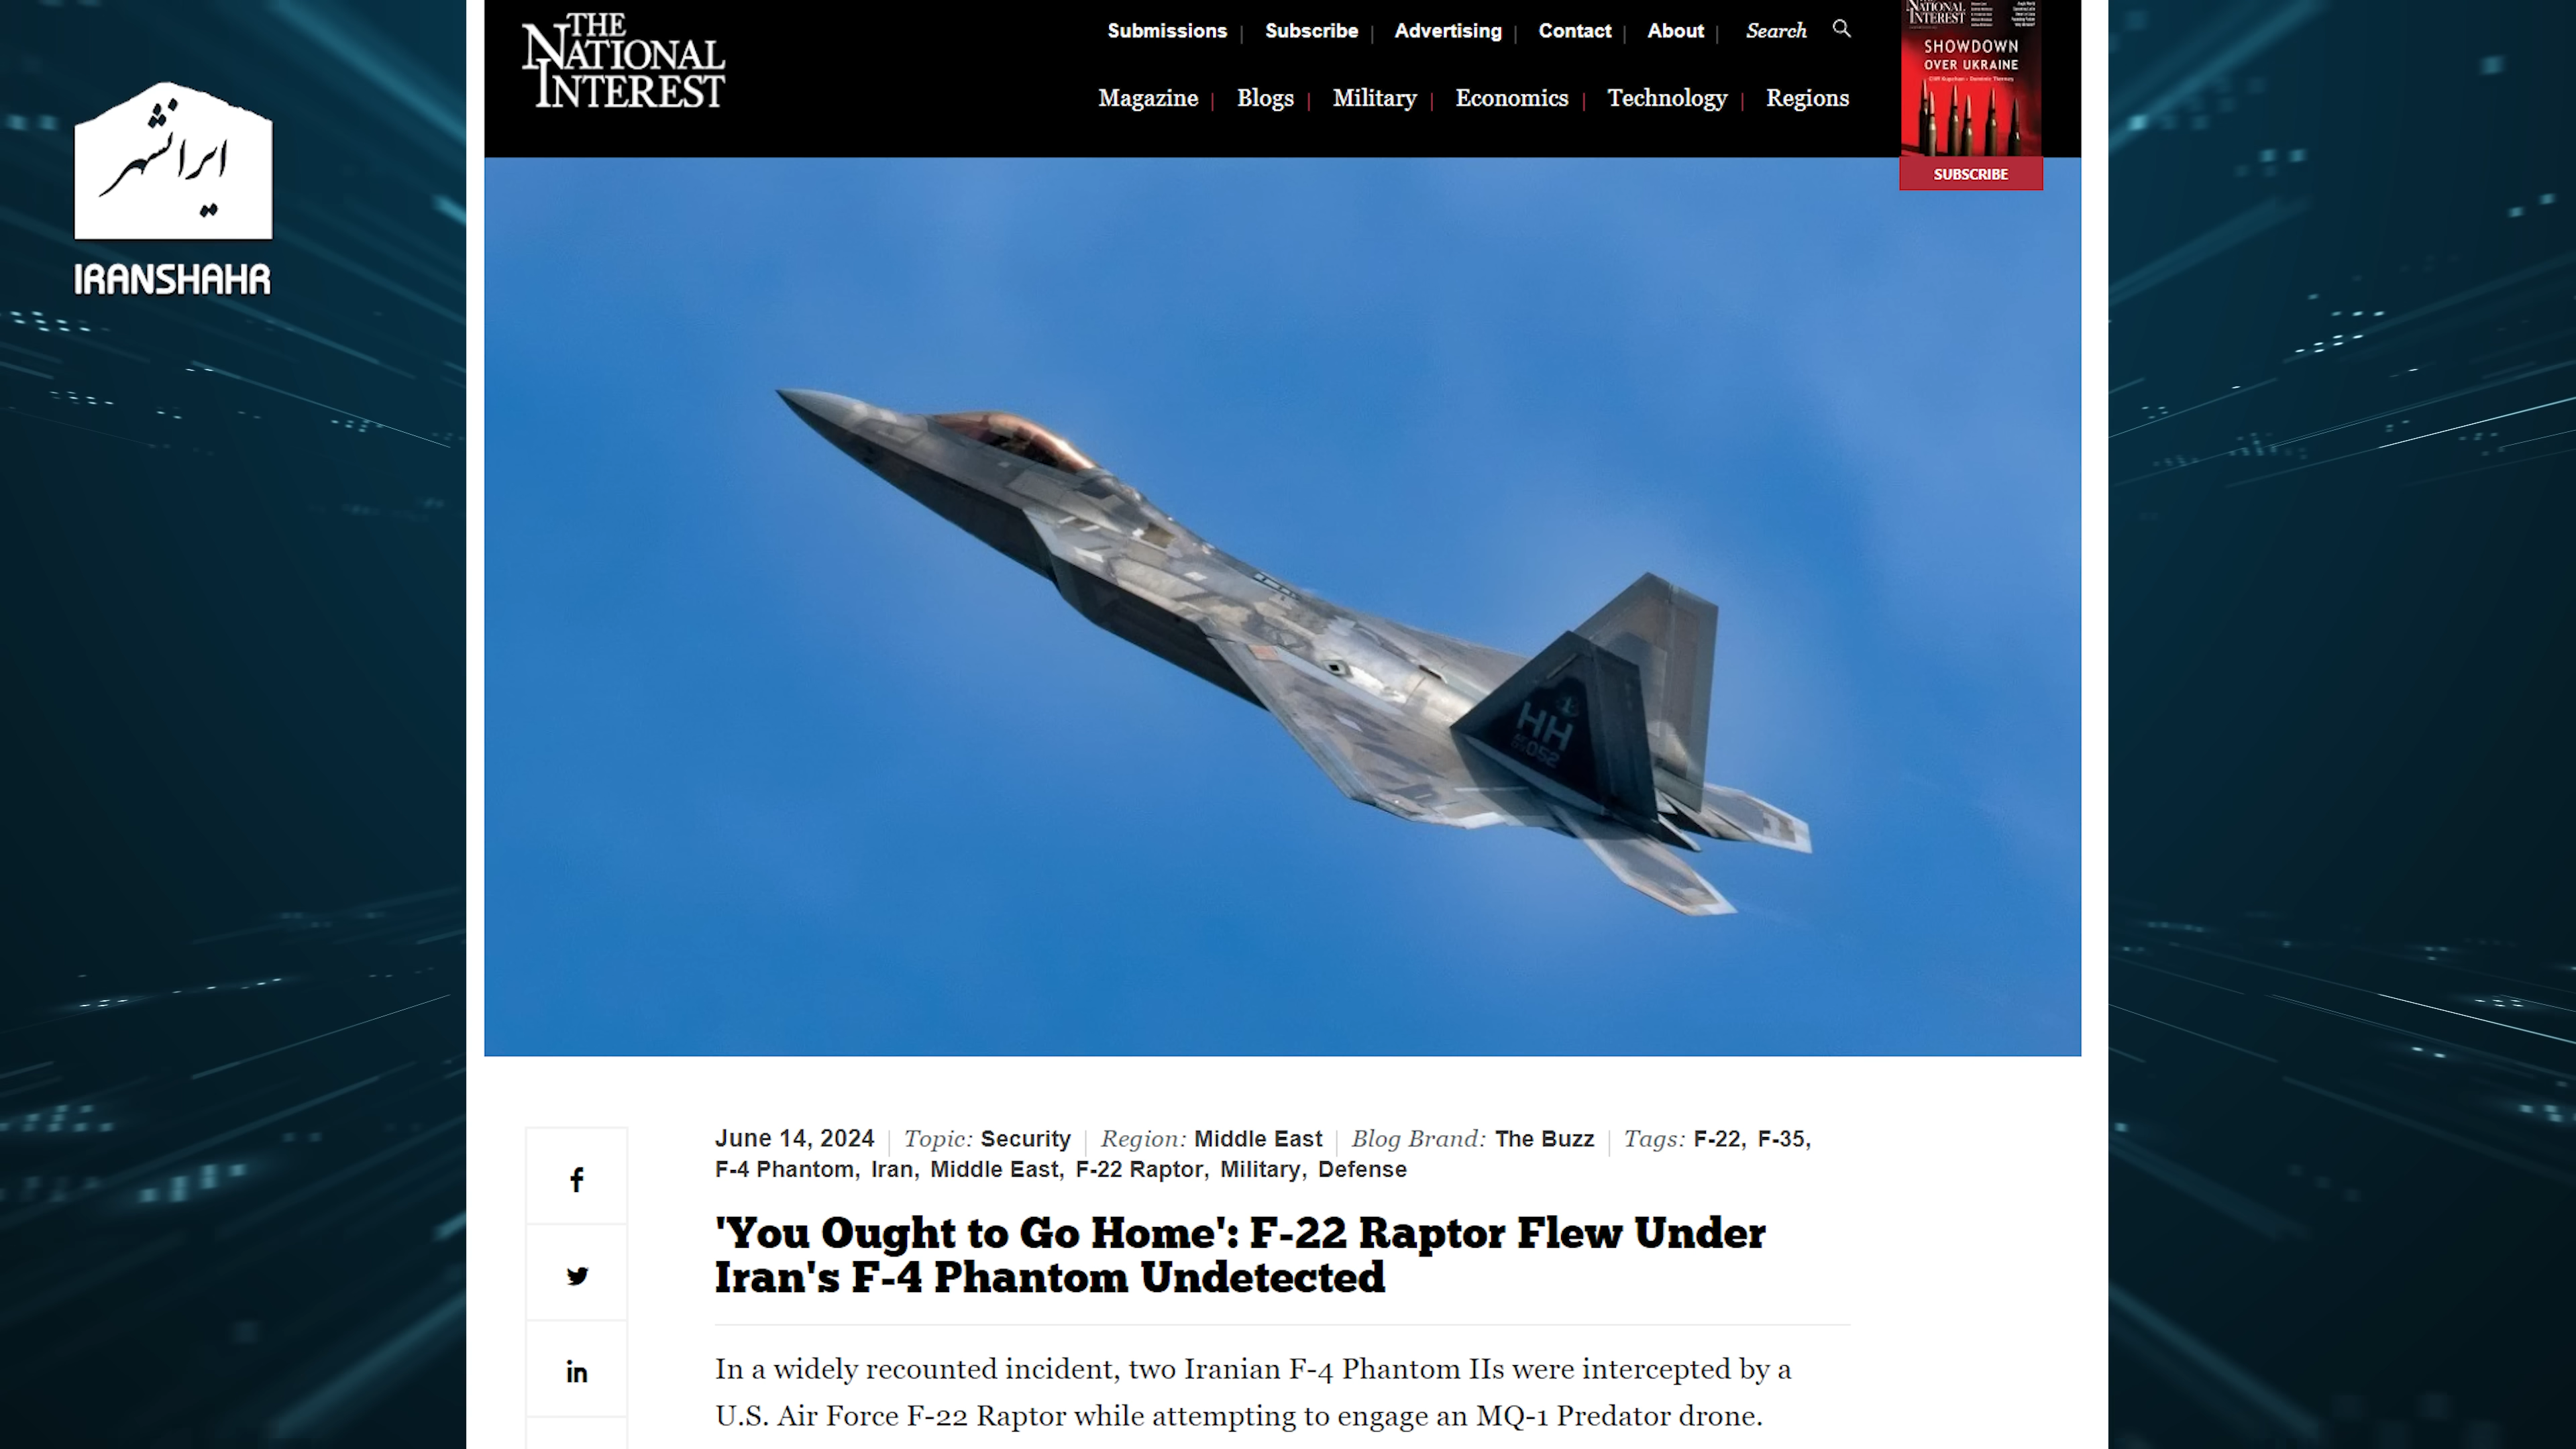 ایرانشهر
IRANSHAHR
THE
NATIONAL
INTEREST
Submissions | Subscribe | Advertising | Contact | About | Search
Magazine | Blogs | Military | Economics | Technology | Regions
NATIONAL
INTEREST
SHOWDOWN
OVER UKRAINE
SUBSCRIBE
HH
052
June 14, 2024 | Topic: Security | Region: Middle East | Blog Brand: The Buzz | Tags: F-22, F-35,
F-4 Phantom, Iran, Middle East, F-22 Raptor, Military, Defense
'You Ought to Go Home': F-22 Raptor Flew Under
Iran's F-4 Phantom Undetected
In a widely recounted incident, two Iranian F-4 Phantom IIs were intercepted by a
U.S. Air Force F-22 Raptor while attempting to engage an MQ-1 Predator drone.
f
in